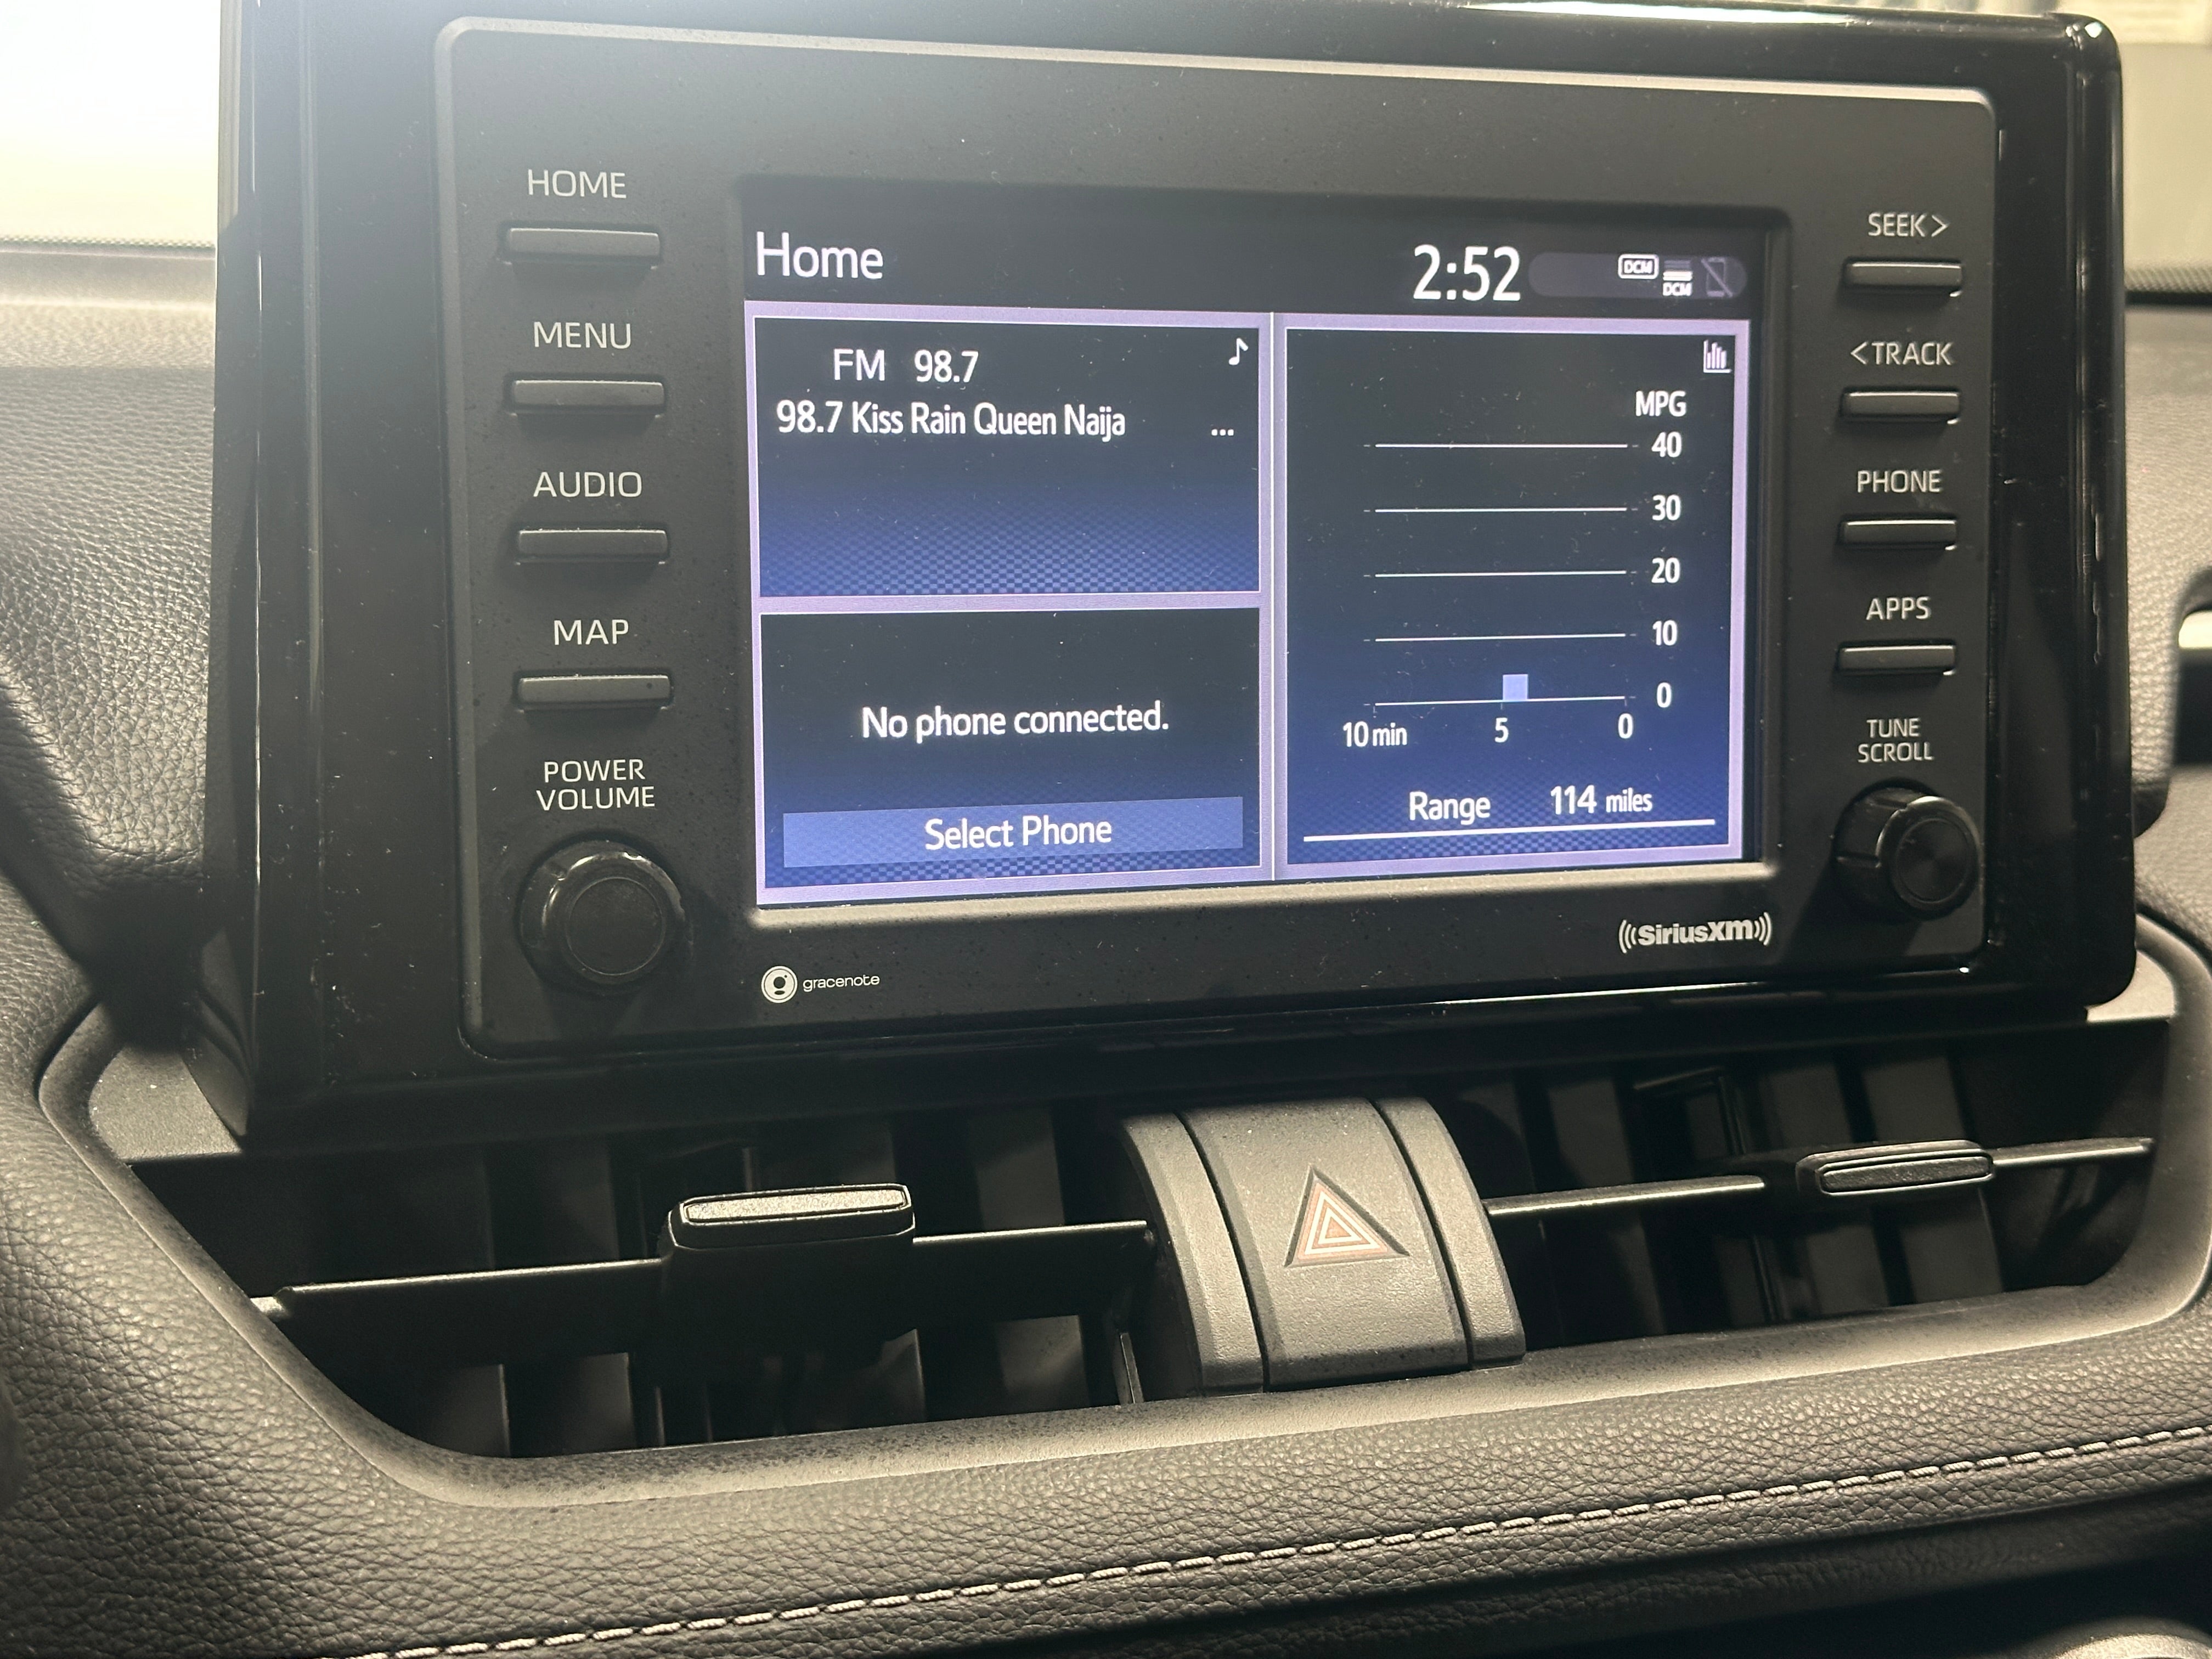 HOME
MENU
AUDIO
MAP
POWER
VOLUME
Home
2:52
DCM
DCM
FM 98.7
98.7 Kiss Rain Queen Naija
...
No phone connected.
Select Phone
MPG
40
30
20
10
0
10 min 5 0
Range 114 miles
SEEK >
< TRACK
PHONE
APPS
TUNE
SCROLL
gracenote
((SiriusXM))